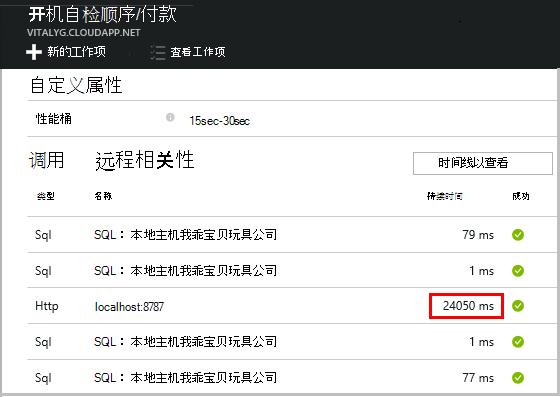 开机自检顺序/付款
VITALYG.CLOUDAPP.NET
新的工作项 查看工作项
自定义属性
性能桶 15sec-30sec
调用 远程相关性 时间线以查看
类型 名称 持续时间 成功
Sql SQL： 本地主机我乖宝贝玩具公司 79 ms
Sql SQL： 本地主机我乖宝贝玩具公司 1 ms
Http localhost:8787 24050 ms
Sql SQL： 本地主机我乖宝贝玩具公司 1 ms
Sql SQL： 本地主机我乖宝贝玩具公司 77 ms